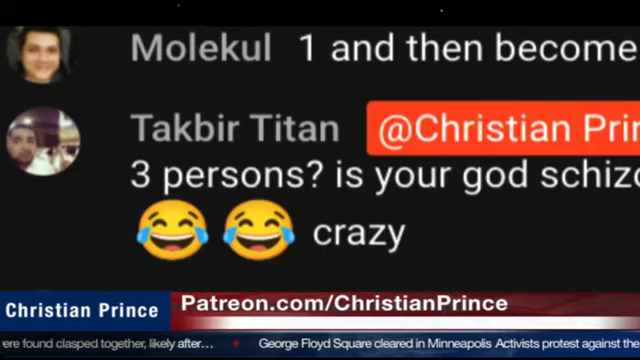 Molekul 1 and then become
Takbir Titan @Christian Prin
3 persons? is your god schizo
😂😂 crazy
Christian Prince Patreon.com/ChristianPrince
were found clasped together, likely after... George Floyd Square cleared in Minneapolis Activists protest against the